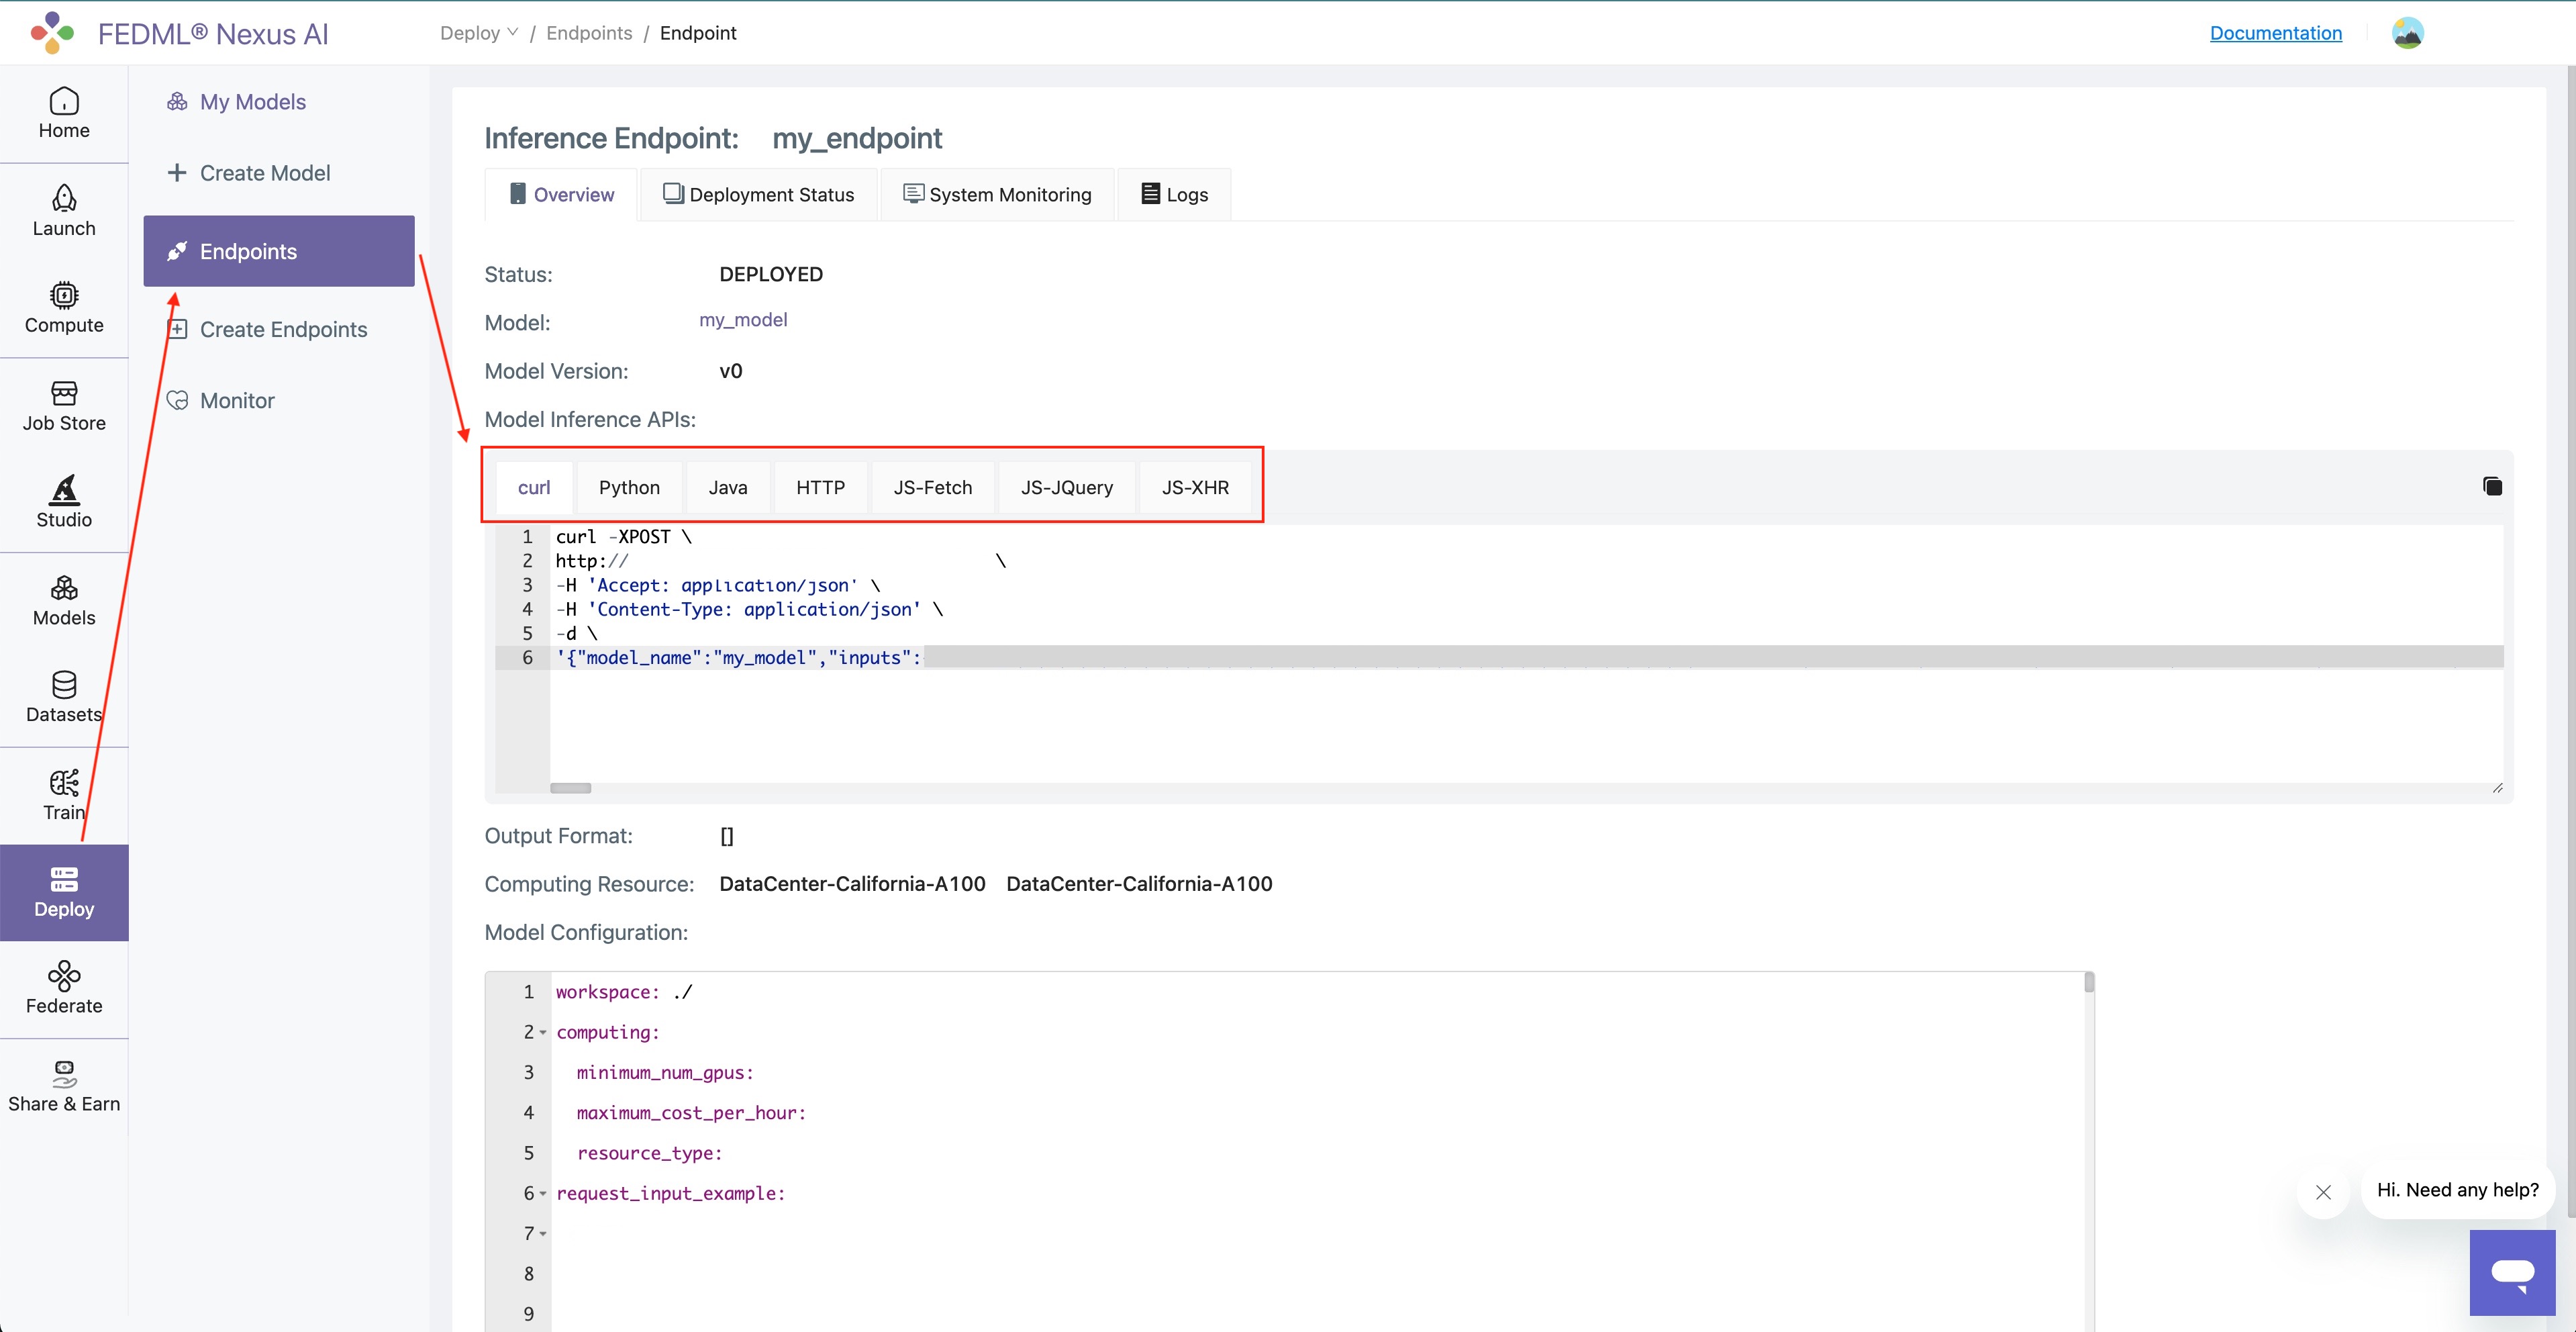 FEDML® Nexus AI
Deploy / Endpoints / Endpoint
Documentation
Home
Launch
Compute
Job Store
Studio
Models
Datasets
Train
Deploy
Federate
Share & Earn
My Models
Create Model
Endpoints
Create Endpoints
Monitor
Inference Endpoint: my_endpoint
Overview Deployment Status System Monitoring Logs
Status: DEPLOYED
Model: my_model
Model Version: v0
Model Inference APIs:
curl Python Java HTTP JS-Fetch JS-JQuery JS-XHR
1 curl -XPOST \
2 http:// \
3 -H 'Accept: application/json' \
4 -H 'Content-Type: application/json' \
5 -d \
6 '{"model_name":"my_model","inputs":
Output Format: []
Computing Resource: DataCenter-California-A100 DataCenter-California-A100
Model Configuration:
1 workspace: ./
2 computing:
3 minimum_num_gpus:
4 maximum_cost_per_hour:
5 resource_type:
6 request_input_example:
7
8
9
Hi. Need any help?